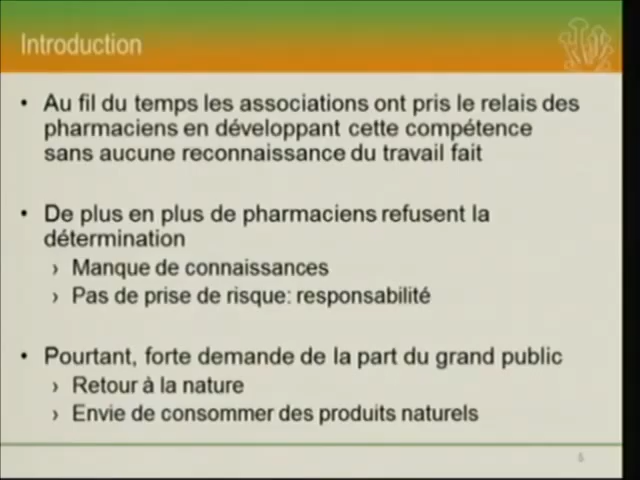 Introduction
• Au fil du temps les associations ont pris le relais des
pharmaciens en développant cette compétence
sans aucune reconnaissance du travail fait
• De plus en plus de pharmaciens refusent la
détermination
› Manque de connaissances
› Pas de prise de risque: responsabilité
• Pourtant, forte demande de la part du grand public
› Retour à la nature
› Envie de consommer des produits naturels
5